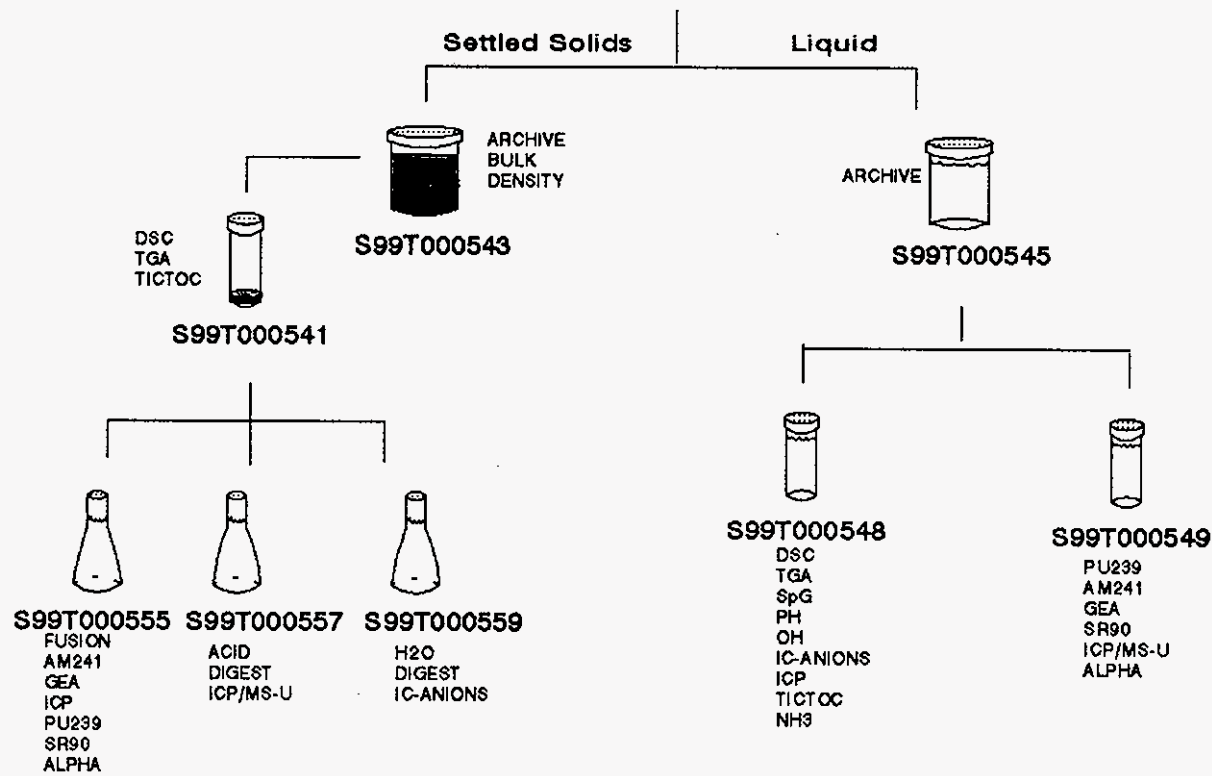 Settled Solids
Liquid
ARCHIVE
BULK
DENSITY
S99T000543
ARCHIVE
S99T000545
DSC
TGA
TICTOC
S99T000541
S99T000555
FUSION
AM241
GEA
ICP
PU239
SR90
ALPHA
S99T000557
ACID
DIGEST
ICP/MS-U
S99T000559
H2O
DIGEST
IC-ANIONS
S99T000548
DSC
TGA
SpG
PH
OH
IC-ANIONS
ICP
TICTOC
NH3
S99T000549
PU239
AM241
GEA
SR90
ICP/MS-U
ALPHA